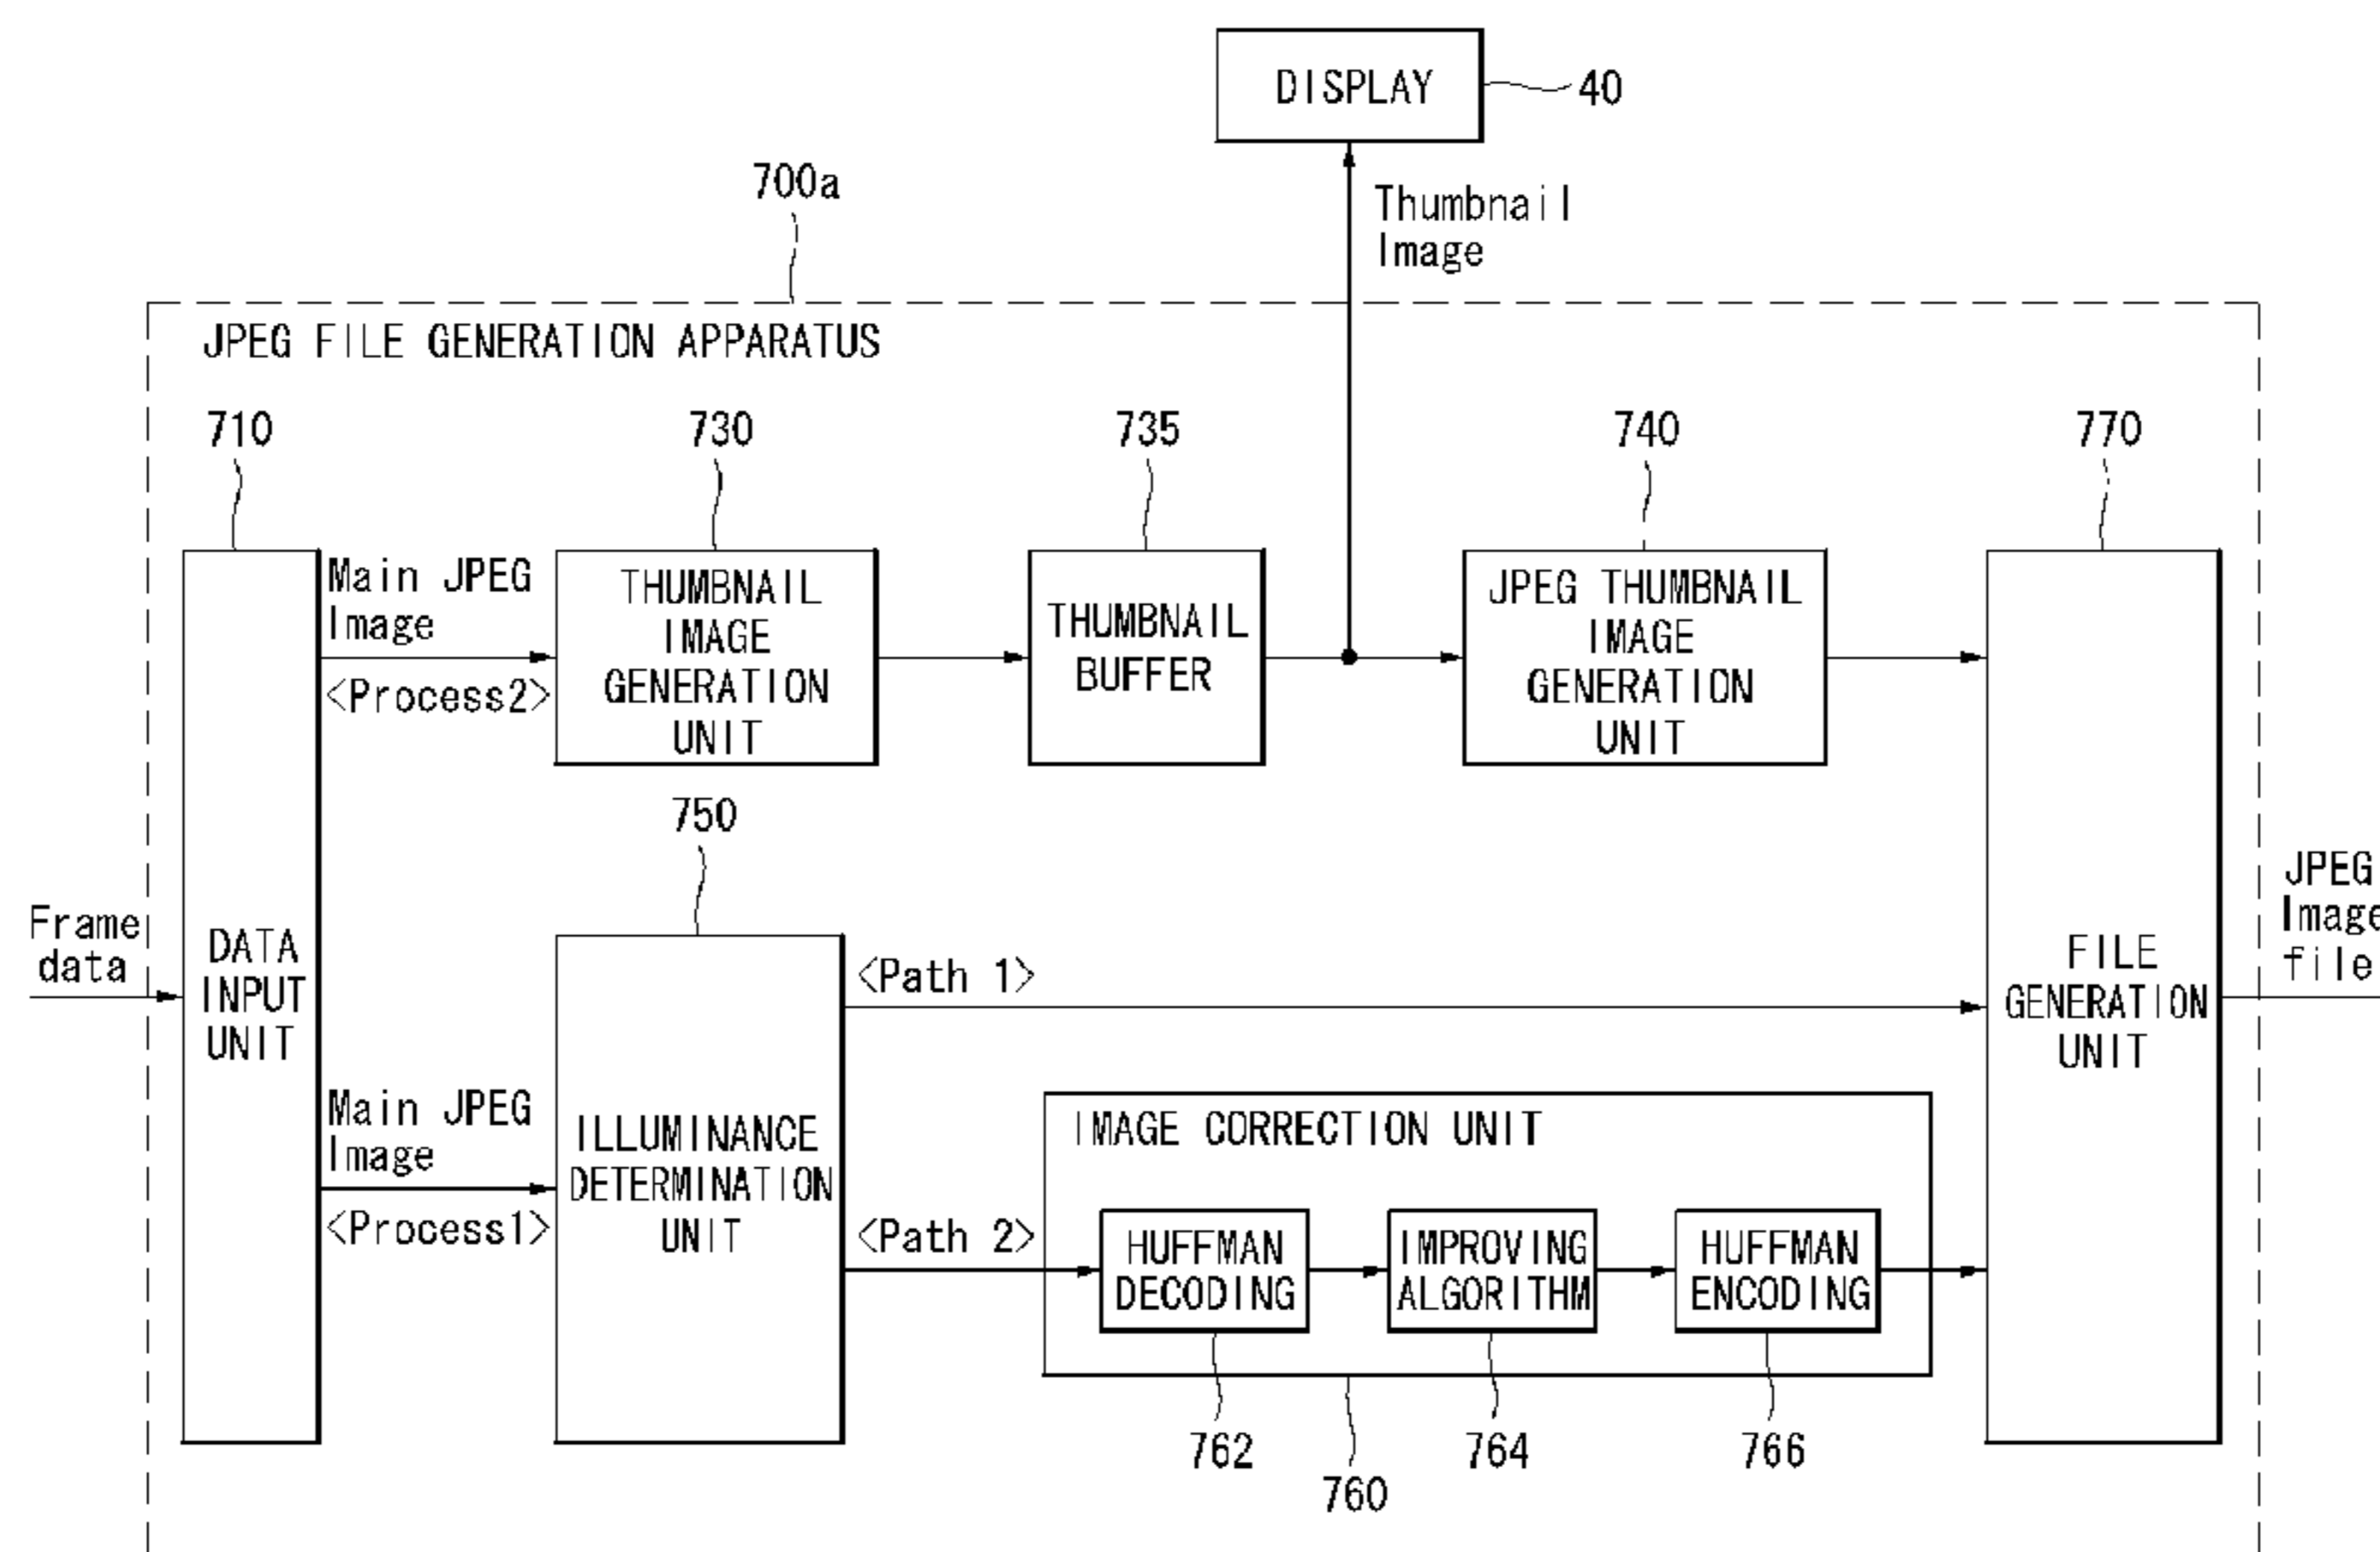 DISPLAY
40
700a
Thumbnail
Image
JPEG FILE GENERATION APPARATUS
710
730
735
740
770
Main JPEG
Image
<Process2>
THUMBNAIL
IMAGE
GENERATION
UNIT
THUMBNAIL
BUFFER
JPEG THUMBNAIL
IMAGE
GENERATION
UNIT
750
Frame
data
DATA
INPUT
UNIT
Main JPEG
Image
<Process1>
ILLUMINANCE
DETERMINATION
UNIT
<Path 1>
<Path 2>
IMAGE CORRECTION UNIT
HUFFMAN
DECODING
IMPROVING
ALGORITHM
HUFFMAN
ENCODING
762
764
766
760
FILE
GENERATION
UNIT
JPEG
Image
file